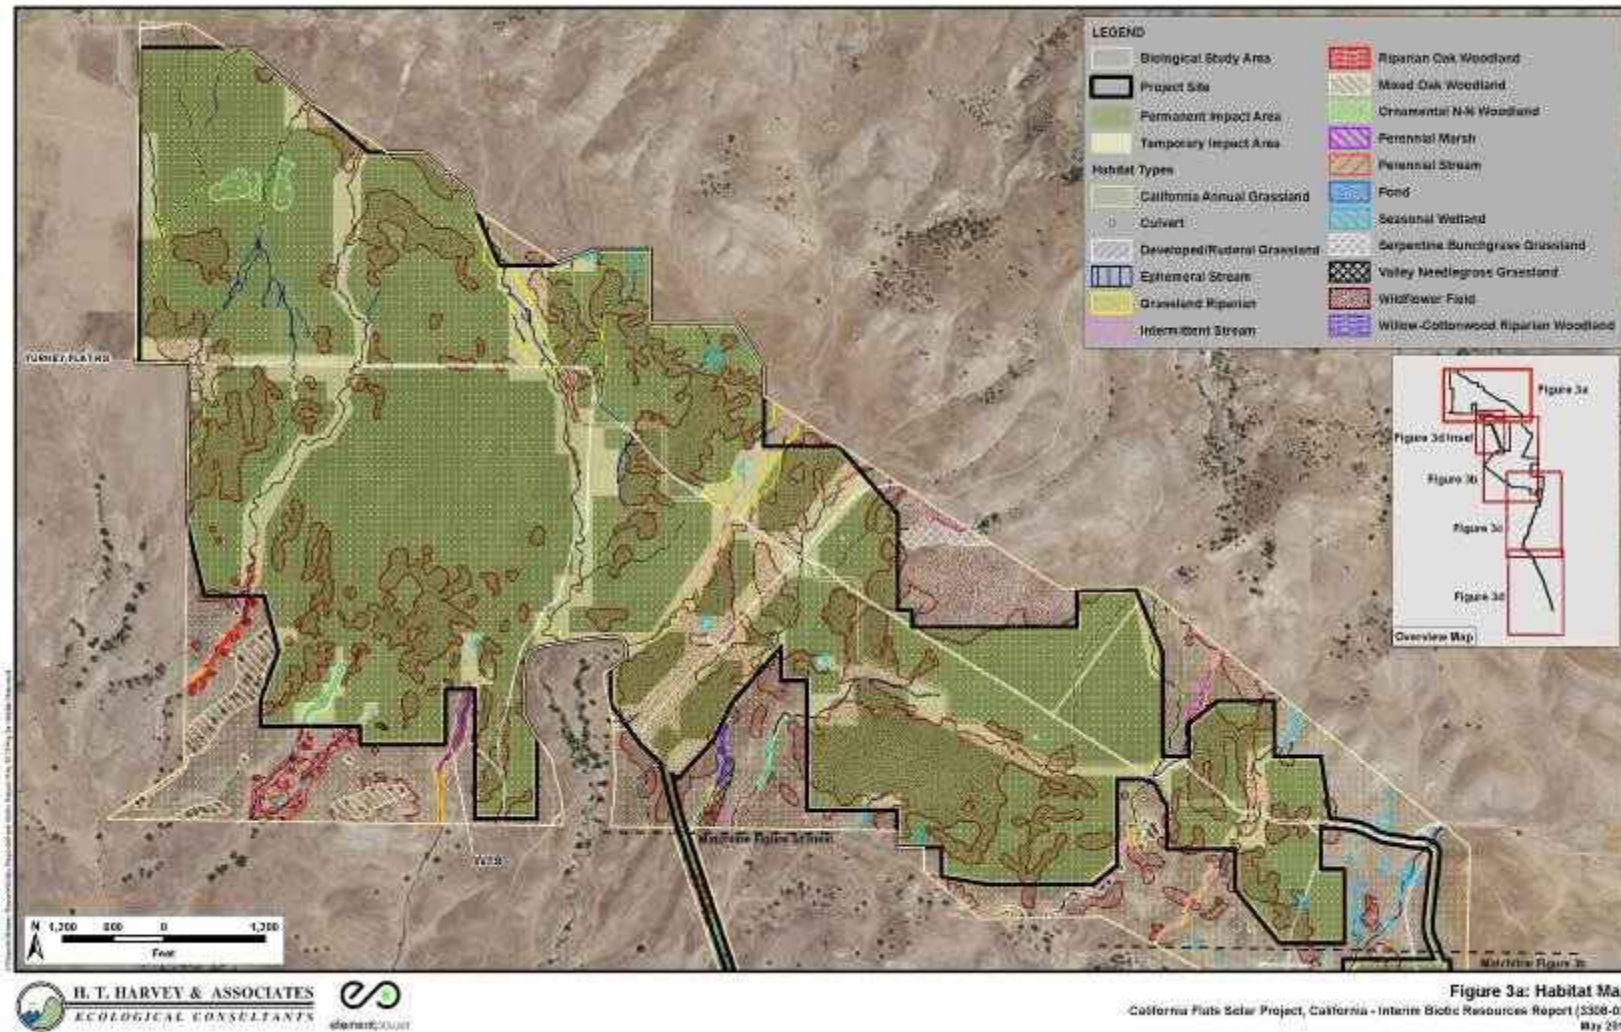 LEGEND
Biological Study Area
Project Site
Permanent Impact Area
Temporary Impact Area
Habitat Types
California Annual Grassland
Culvert
Developed/Ruderal Grassland
Ephemeral Stream
Grassland Riparian
Intermittent Stream
Riparian Oak Woodland
Mixed Oak Woodland
Ornamental N-N Woodland
Perennial Marsh
Perennial Stream
Pond
Seasonal Wetland
Serpentine Bunchgrass Grassland
Valley Needlegrass Grassland
Wildflower Field
Willow-Cottonwood Riparian Woodland
TURKEY FLAT RD
Figure 3a
Figure 3d Inset
Figure 3b
Figure 3c
Figure 3d
Overview Map
Matchline Figure 3d Inset
Matchline Figure 3b
N 1,200 600 0 1,200
Feet
H. T. HARVEY & ASSOCIATES
ECOLOGICAL CONSULTANTS
elementpower
Figure 3a: Habitat Ma
California Flats Solar Project, California - Interim Biotic Resources Report (3308-0
May 20